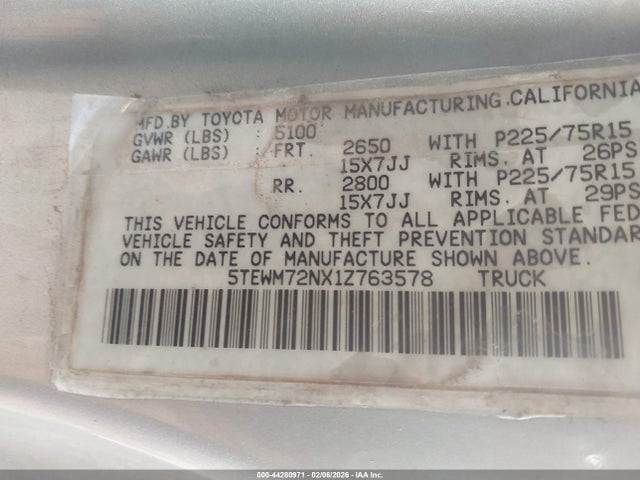 MFD.BY TOYOTA MOTOR MANUFACTURING.CALIFORNIA
GVWR (LBS) : 5100
GAWR (LBS) : FRT. 2650 WITH P225/75R15
15X7JJ RIMS. AT 26PS
RR. 2800 WITH P225/75R15
15X7JJ RIMS. AT 29PS
THIS VEHICLE CONFORMS TO ALL APPLICABLE FED
VEHICLE SAFETY AND THEFT PREVENTION STANDAR
ON THE DATE OF MANUFACTURE SHOWN ABOVE.
5TEWM72NX1Z763578 TRUCK
000-44280971 - 02/06/2026 - © IAA Inc.